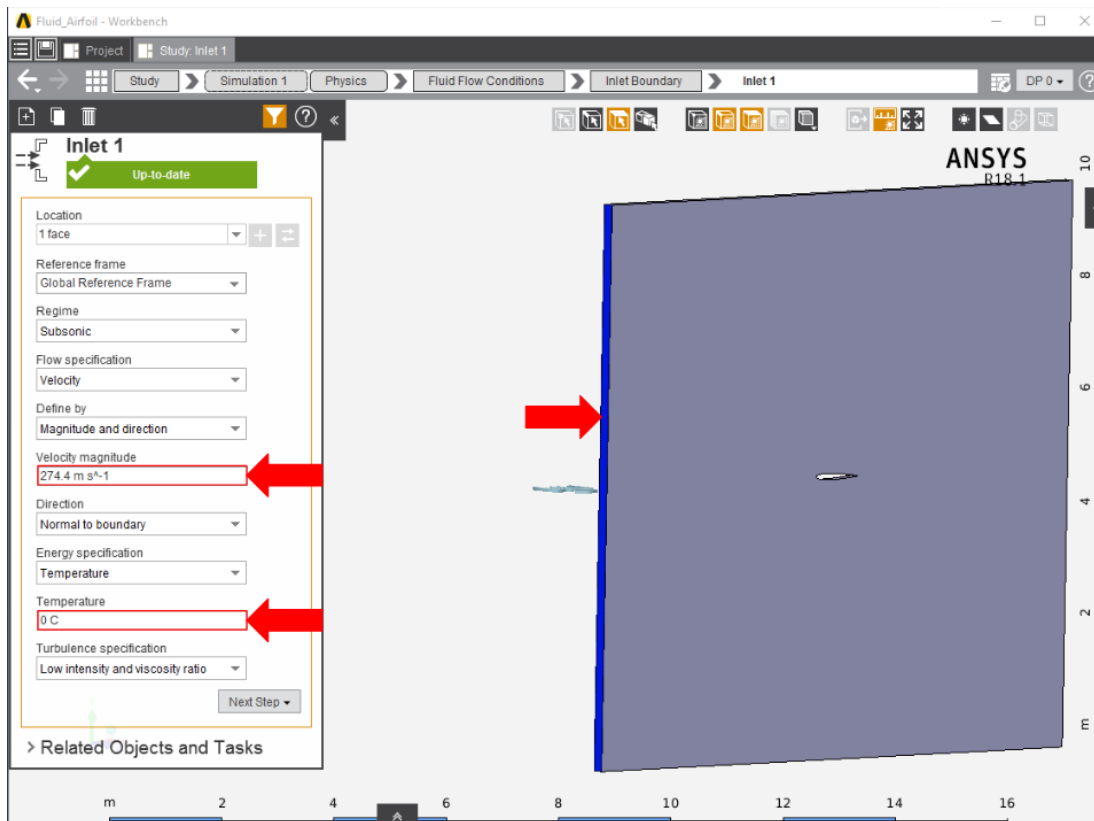 Fluid_Airfoil - Workbench
Project
Study: Inlet 1
Study
Simulation 1
Physics
Fluid Flow Conditions
Inlet Boundary
Inlet 1
DP 0
?
?
«
Inlet 1
Up-to-date
Location
1 face
Reference frame
Global Reference Frame
Regime
Subsonic
Flow specification
Velocity
Define by
Magnitude and direction
Velocity magnitude
274.4 m s^-1
Direction
Normal to boundary
Energy specification
Temperature
Temperature
0 C
Turbulence specification
Low intensity and viscosity ratio
Next Step
> Related Objects and Tasks
ANSYS
R18.1
10
8
6
4
2
m
m
2
4
6
8
10
12
14
16